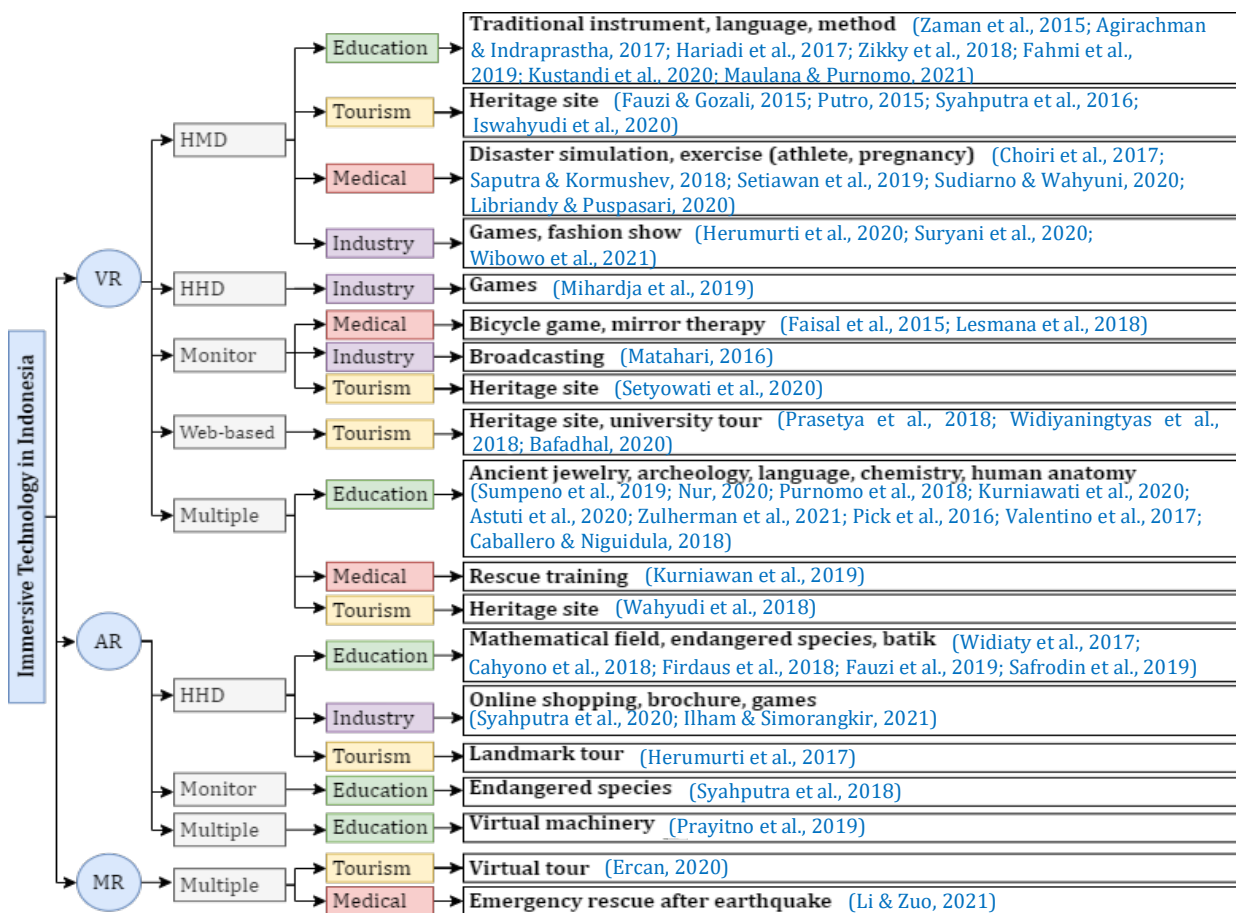 Immersive Technology in Indonesia
VR
HMD
Education
Traditional instrument, language, method (Zaman et al., 2015; Agirachman
& Indraprastha, 2017; Hariadi et al., 2017; Zikky et al., 2018; Fahmi et al.,
2019; Kustandi et al., 2020; Maulana & Purnomo, 2021)
Tourism
Heritage site (Fauzi & Gozali, 2015; Putro, 2015; Syahputra et al., 2016;
Iswahyudi et al., 2020)
Medical
Disaster simulation, exercise (athlete, pregnancy) (Choiri et al., 2017;
Saputra & Kormushev, 2018; Setiawan et al., 2019; Sudiarno & Wahyuni, 2020;
Libriandy & Puspasari, 2020)
Industry
Games, fashion show (Herumurti et al., 2020; Suryani et al., 2020;
Wibowo et al., 2021)
HHD
Industry
Games (Mihardja et al., 2019)
Monitor
Medical
Bicycle game, mirror therapy (Faisal et al., 2015; Lesmana et al., 2018)
Industry
Broadcasting (Matahari, 2016)
Tourism
Heritage site (Setyowati et al., 2020)
Web-based
Tourism
Heritage site, university tour (Prasetya et al., 2018; Widiyaningtyas et al.,
2018; Bafadhal, 2020)
Multiple
Education
Ancient jewelry, archeology, language, chemistry, human anatomy
(Sumpeno et al., 2019; Nur, 2020; Purnomo et al., 2018; Kurniawati et al., 2020;
Astuti et al., 2020; Zulherman et al., 2021; Pick et al., 2016; Valentino et al., 2017;
Caballero & Niguidula, 2018)
Medical
Rescue training (Kurniawan et al., 2019)
Tourism
Heritage site (Wahyudi et al., 2018)
AR
HHD
Education
Mathematical field, endangered species, batik (Widiaty et al., 2017;
Cahyono et al., 2018; Firdaus et al., 2018; Fauzi et al., 2019; Safrodin et al., 2019)
Industry
Online shopping, brochure, games
(Syahputra et al., 2020; Ilham & Simorangkir, 2021)
Tourism
Landmark tour (Herumurti et al., 2017)
Monitor
Education
Endangered species (Syahputra et al., 2018)
Multiple
Education
Virtual machinery (Prayitno et al., 2019)
MR
Multiple
Tourism
Virtual tour (Ercan, 2020)
Medical
Emergency rescue after earthquake (Li & Zuo, 2021)